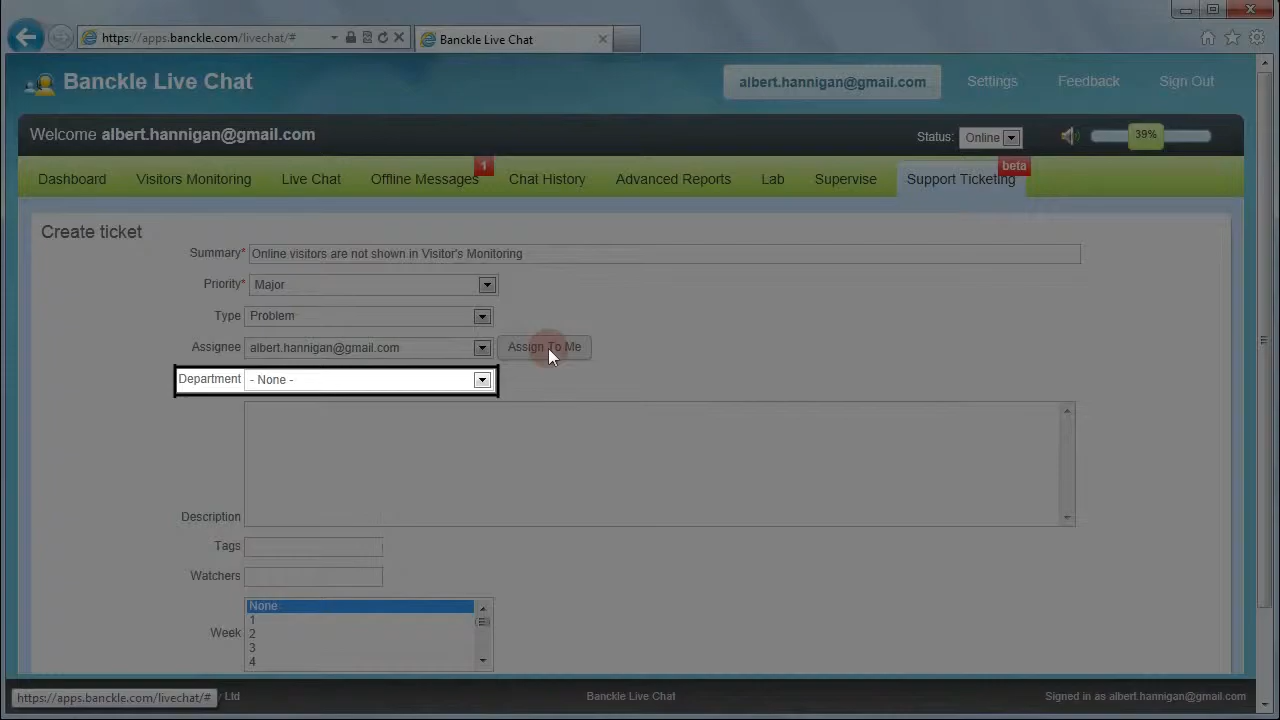 https://apps.banckle.com/livechat/#
Banckle Live Chat
Banckle Live Chat
albert.hannigan@gmail.com
Settings
Feedback
Sign Out
Welcome albert.hannigan@gmail.com
Status:
Online
39%
Dashboard
Visitors Monitoring
Live Chat
Offline Messages
1
Chat History
Advanced Reports
Lab
Supervise
Support Ticketing
beta
Create ticket
Summary* Online visitors are not shown in Visitor's Monitoring
Priority* Major
Type Problem
Assignee albert.hannigan@gmail.com Assign To Me
Department - None -
Description
Tags
Watchers
Week
None
1
2
3
4
https://apps.banckle.com/livechat/#
Ltd
Banckle Live Chat
Signed in as albert.hannigan@gmail.com